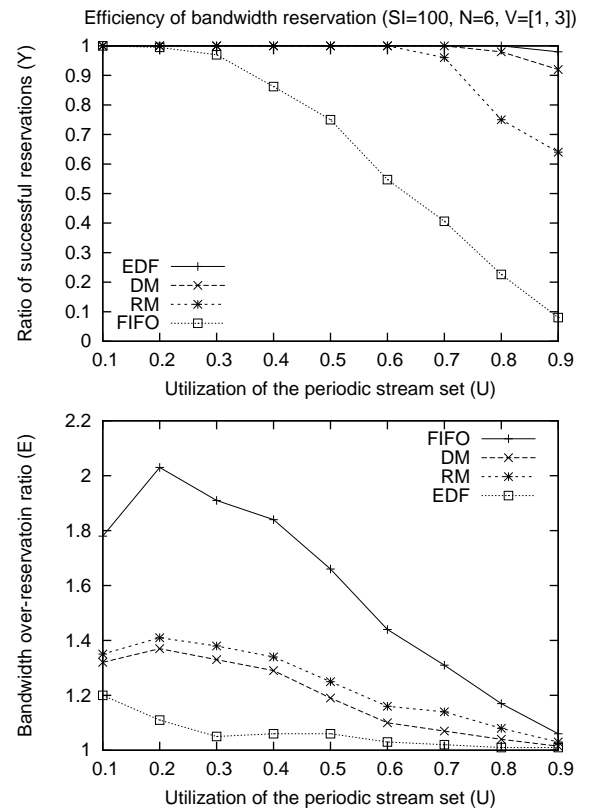 Efficiency of bandwidth reservation (SI=100, N=6, V=[1, 3])
Ratio of successful reservations (Y)
1
0.9
0.8
0.7
0.6
0.5
0.4
0.3
0.2
0.1
0
EDF
DM
RM
FIFO
0.1 0.2 0.3 0.4 0.5 0.6 0.7 0.8 0.9
Utilization of the periodic stream set (U)
Bandwidth over-reservatoin ratio (E)
2.2
2
1.8
1.6
1.4
1.2
1
FIFO
DM
RM
EDF
0.1 0.2 0.3 0.4 0.5 0.6 0.7 0.8 0.9
Utilization of the periodic stream set (U)